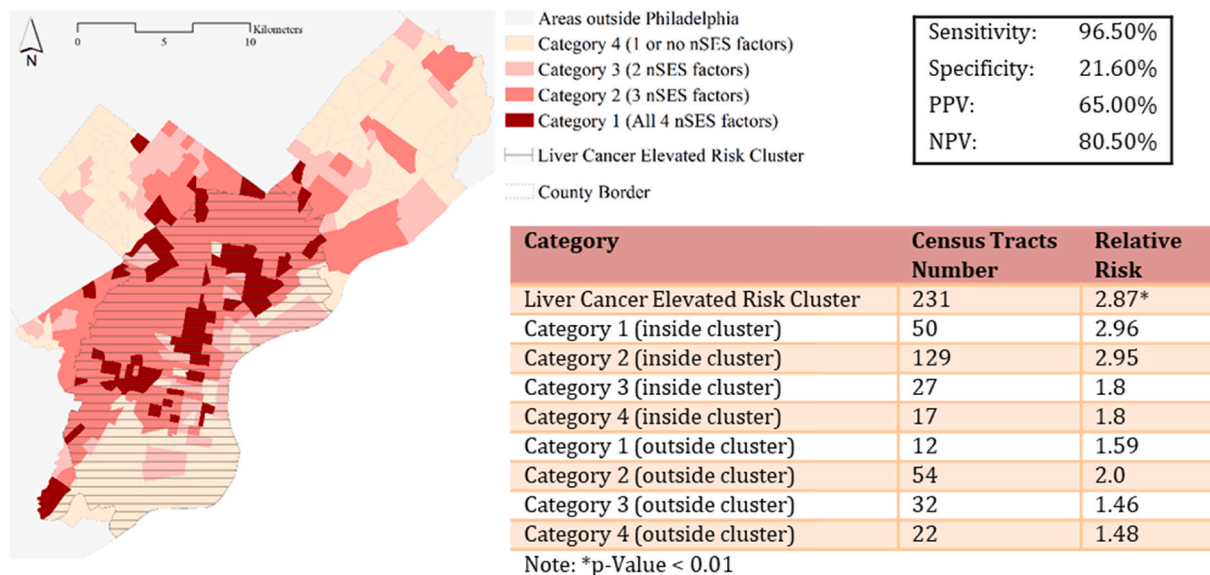 N
0 5 10
Kilometers
Areas outside Philadelphia
Category 4 (1 or no nSES factors)
Category 3 (2 nSES factors)
Category 2 (3 nSES factors)
Category 1 (All 4 nSES factors)
Liver Cancer Elevated Risk Cluster
County Border
Sensitivity: 96.50%
Specificity: 21.60%
PPV: 65.00%
NPV: 80.50%
Category Census Tracts Number Relative Risk
Liver Cancer Elevated Risk Cluster 231 2.87*
Category 1 (inside cluster) 50 2.96
Category 2 (inside cluster) 129 2.95
Category 3 (inside cluster) 27 1.8
Category 4 (inside cluster) 17 1.8
Category 1 (outside cluster) 12 1.59
Category 2 (outside cluster) 54 2.0
Category 3 (outside cluster) 32 1.46
Category 4 (outside cluster) 22 1.48
Note: *p-Value < 0.01